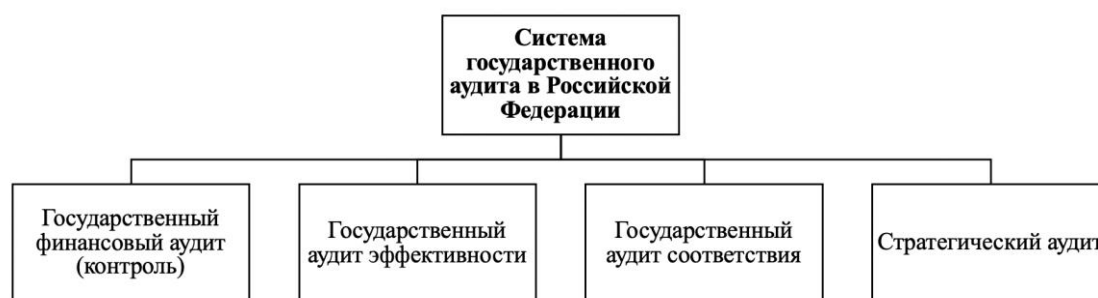 Система
государственного
аудита в Российской
Федерации
Государственный
финансовый аудит
(контроль)
Государственный
аудит эффективности
Государственный
аудит соответствия
Стратегический аудит